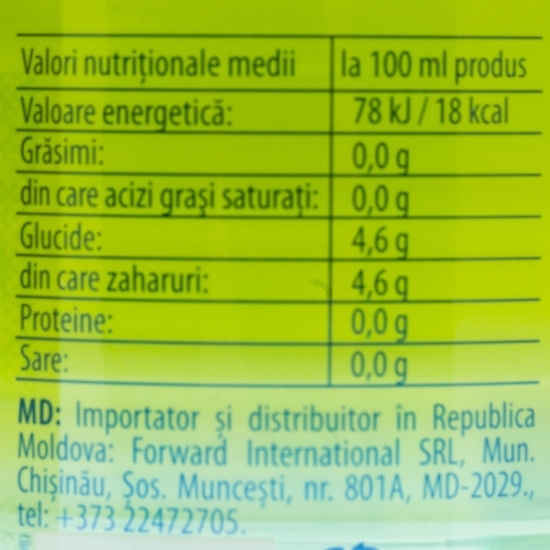 Valori nutriționale medii la 100 ml produs
Valoare energetică: 78 kJ / 18 kcal
Grăsimi: 0,0 g
din care acizi grași saturați: 0,0 g
Glucide: 4,6 g
din care zaharuri: 4,6 g
Proteine: 0,0 g
Sare: 0,0 g
MD: Importator și distribuitor în Republica
Moldova: Forward International SRL, Mun.
Chișinău, Șos. Muncești, nr. 801A, MD-2029.,
tel: +373 22472705.